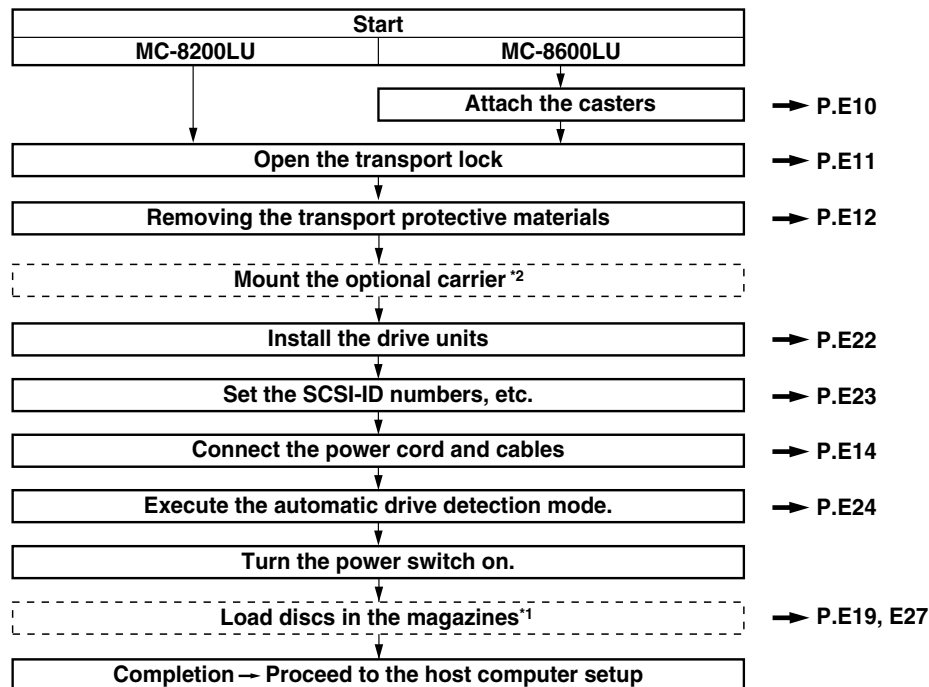 Start
MC-8200LU MC-8600LU
Attach the casters → P.E10
Open the transport lock → P.E11
Removing the transport protective materials → P.E12
Mount the optional carrier *2
Install the drive units → P.E22
Set the SCSI-ID numbers, etc. → P.E23
Connect the power cord and cables → P.E14
Execute the automatic drive detection mode. → P.E24
Turn the power switch on.
Load discs in the magazines*1 → P.E19, E27
Completion → Proceed to the host computer setup